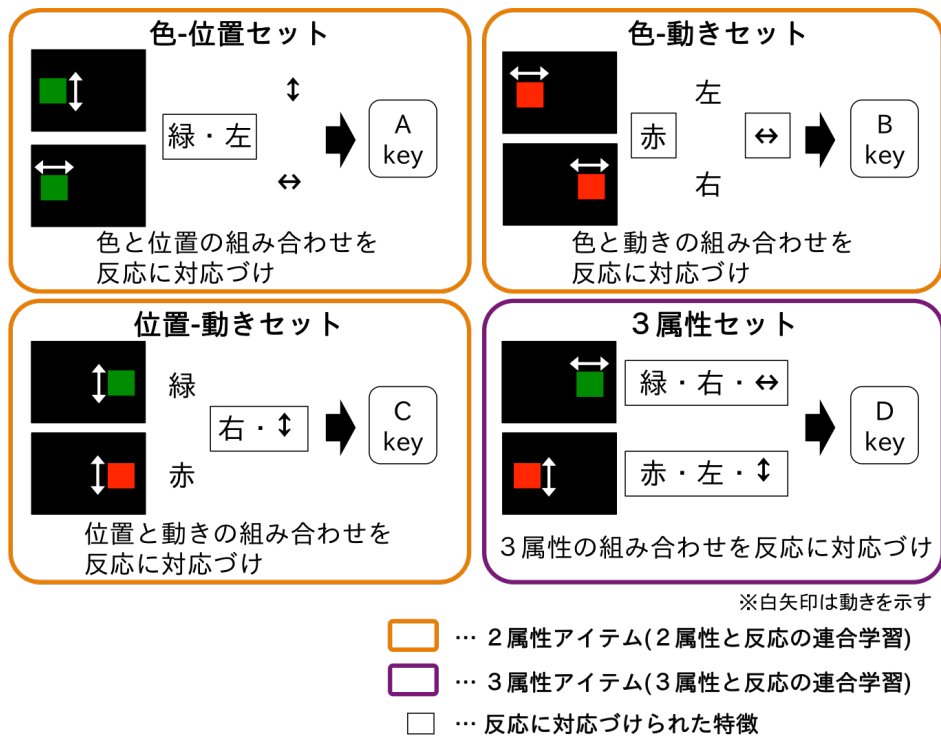 色-位置セット
緑・左
↕
↔
A
key
色と位置の組み合わせを
反応に対応づけ
色-動きセット
赤
左
右
↔
B
key
色と動きの組み合わせを
反応に対応づけ
位置-動きセット
緑
赤
右・↕
C
key
位置と動きの組み合わせを
反応に対応づけ
3属性セット
緑・右・↔
赤・左・↕
D
key
3属性の組み合わせを反応に対応づけ
※白矢印は動きを示す
… 2属性アイテム(2属性と反応の連合学習)
… 3属性アイテム(3属性と反応の連合学習)
… 反応に対応づけられた特徴